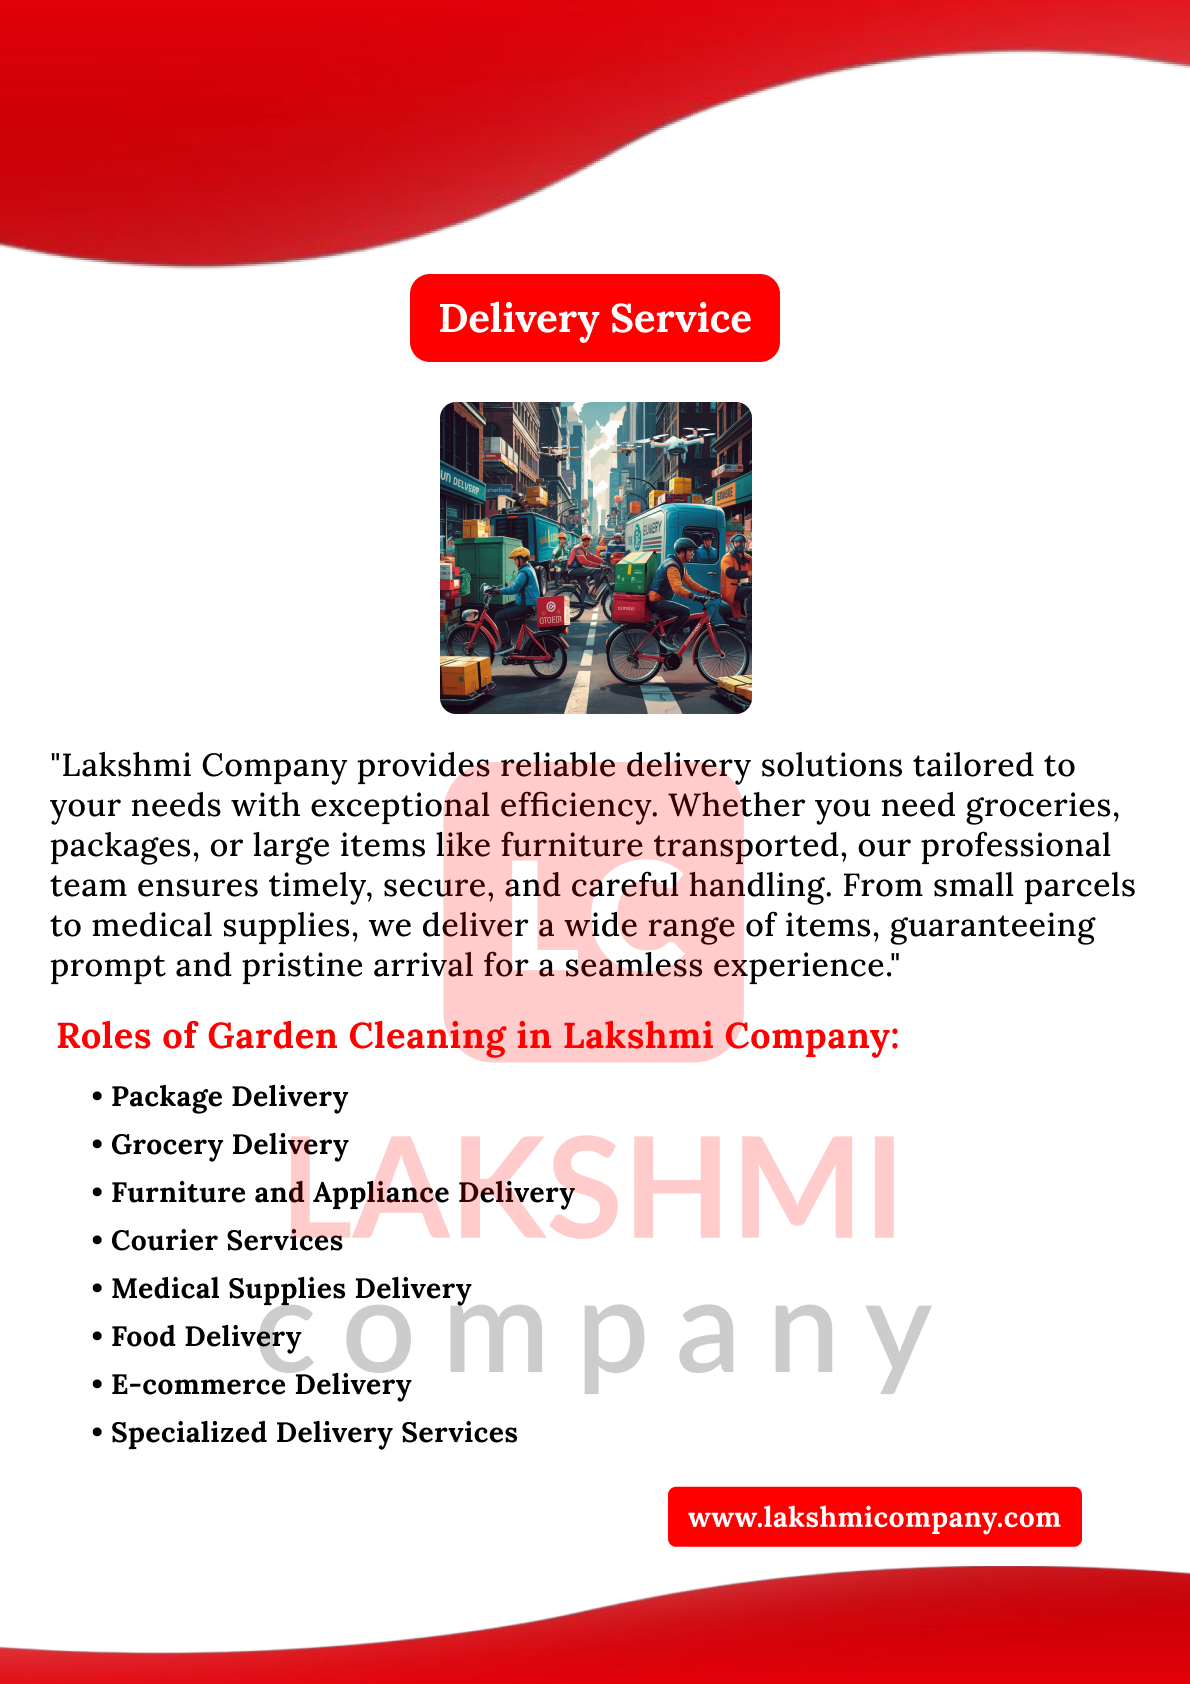 Delivery Service
UN DELIVERP
GTOEIR
"Lakshmi Company provides reliable delivery solutions tailored to
your needs with exceptional efficiency. Whether you need groceries,
packages, or large items like furniture transported, our professional
team ensures timely, secure, and careful handling. From small parcels
to medical supplies, we deliver a wide range of items, guaranteeing
prompt and pristine arrival for a seamless experience."
LC
Roles of Garden Cleaning in Lakshmi Company:
• Package Delivery
• Grocery Delivery
• Furniture and Appliance Delivery
• Courier Services
• Medical Supplies Delivery
• Food Delivery
• E-commerce Delivery
• Specialized Delivery Services
LAKSHMI
company
www.lakshmicompany.com